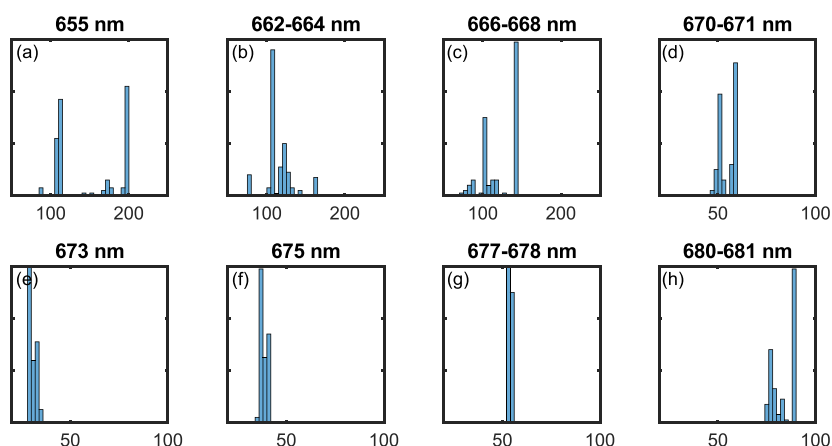 655 nm 662-664 nm 666-668 nm 670-671 nm
(a) (b) (c) (d)
100 200 100 200 100 200 50 100
673 nm 675 nm 677-678 nm 680-681 nm
(e) (f) (g) (h)
50 100 50 100 50 100 50 100